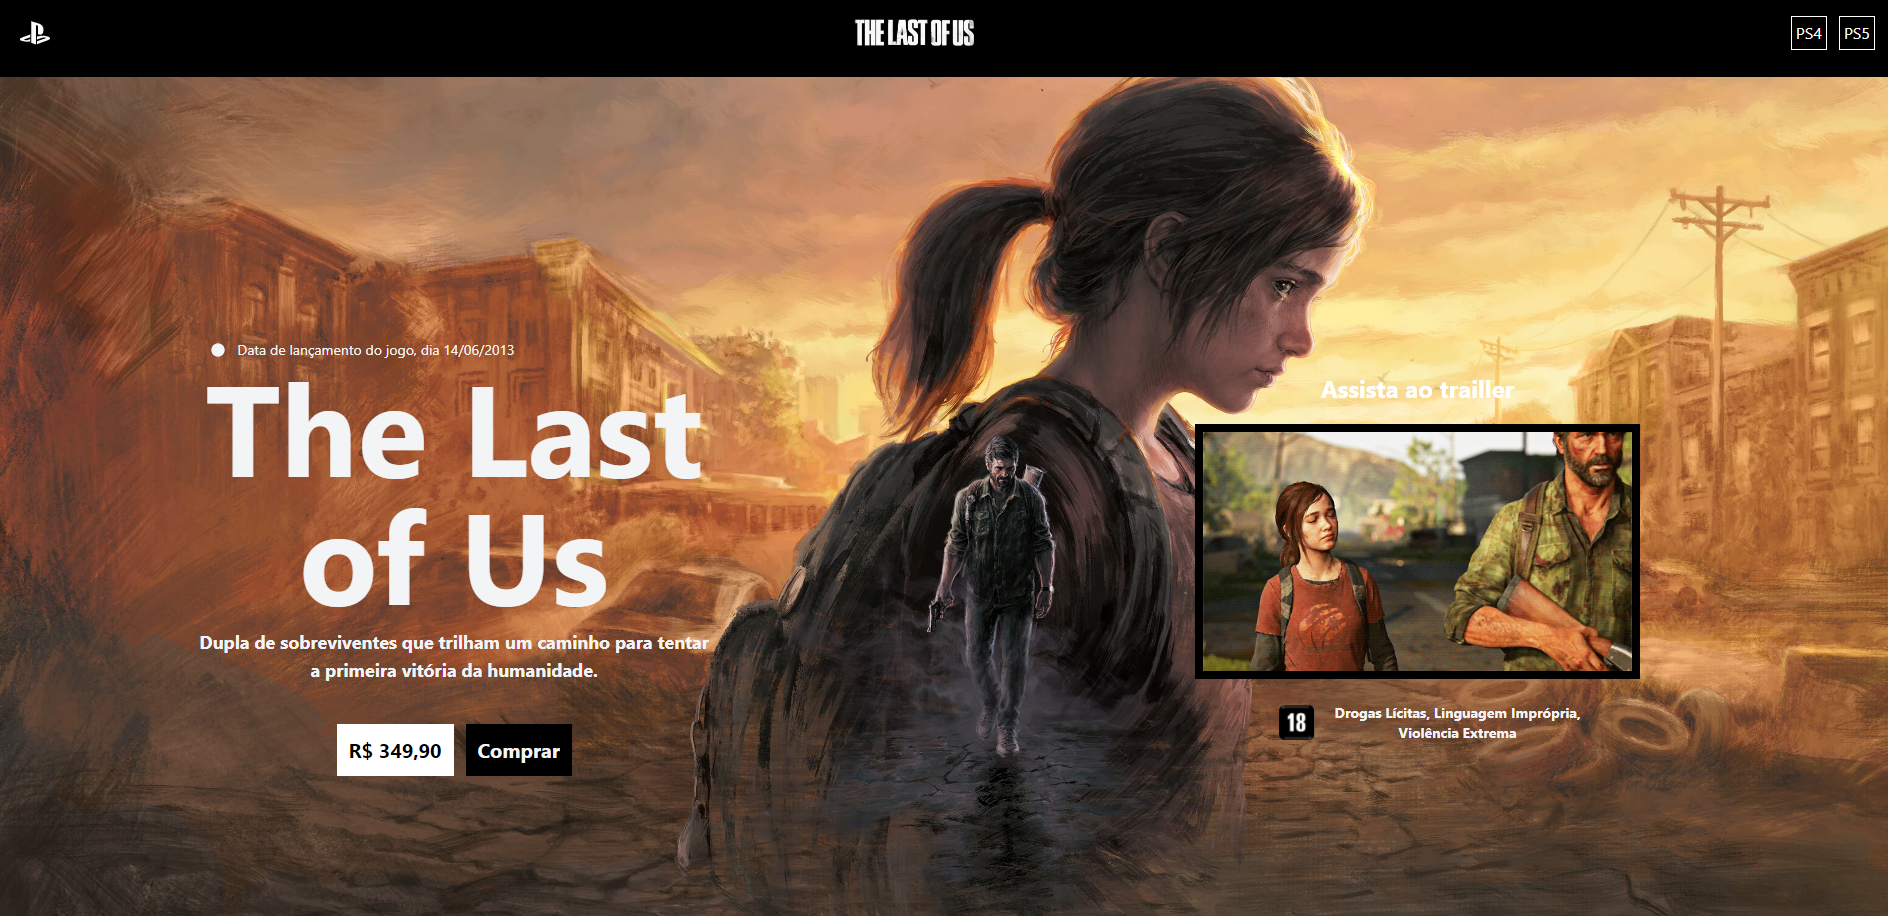 THE LAST OF US
PS4 PS5
Data de lançamento do jogo, dia 14/06/2013
The Last
of Us
Dupla de sobreviventes que trilham um caminho para tentar
a primeira vitória da humanidade.
R$ 349,90 Comprar
Assista ao trailler
18
Drogas Lícitas, Linguagem Imprópria,
Violência Extrema